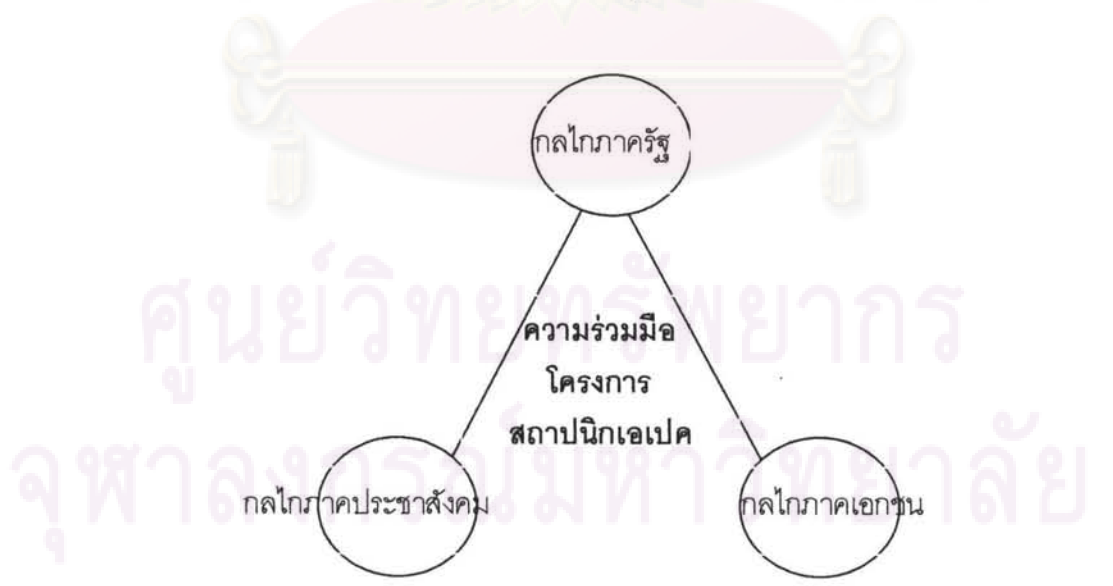 กลไกภาครัฐ
ศูนย์วิทยทรัพยากร
ความร่วมมือ
โครงการ
สถาปนิกเอเปค
จุฬาลงกรณ์มหาวิทยาลัย
กลไกภาคประชาสังคม
กลไกภาคเอกชน